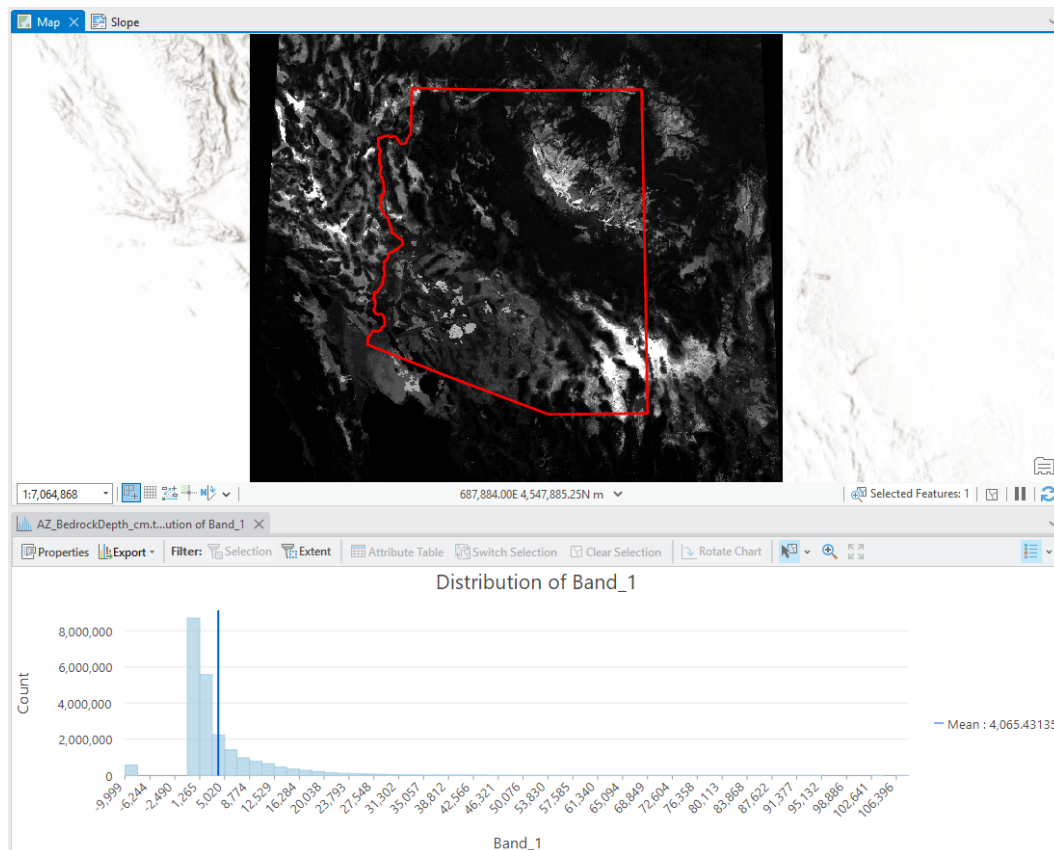 Map Slope
1:7,064,868
687,884.00E 4,547,885.25N m
Selected Features: 1
AZ_BedrockDepth_cm.t...ution of Band_1
Properties Export Filter: Selection Extent Attribute Table Switch Selection Clear Selection Rotate Chart
Distribution of Band_1
Count
8,000,000
6,000,000
4,000,000
2,000,000
0
-9,999 -6,244 -2,490 1,265 5,020 8,774 12,529 16,284 20,038 23,793 27,548 31,302 35,057 38,812 42,566 46,321 50,076 53,830 57,585 61,340 65,094 68,849 72,604 76,358 80,113 83,868 87,622 91,377 95,132 98,886 102,641 106,396
Band_1
Mean : 4,065.43135